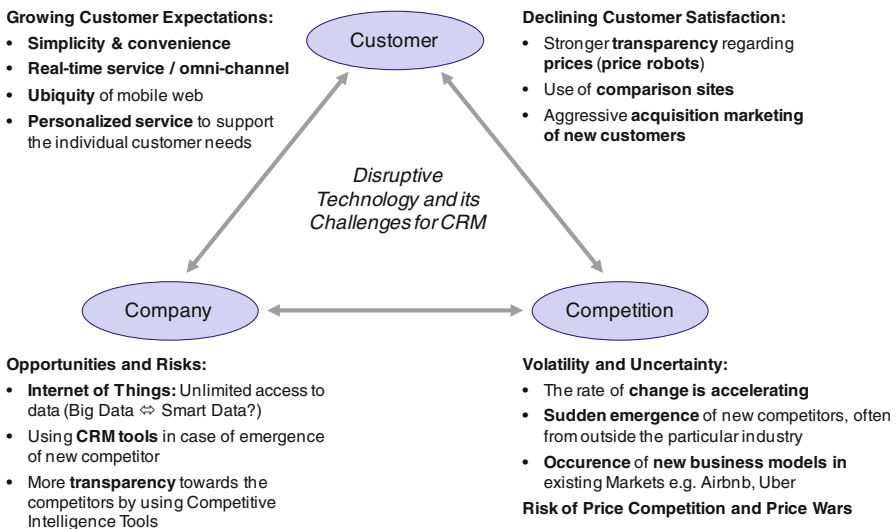 Growing Customer Expectations:
• Simplicity & convenience
• Real-time service / omni-channel
• Ubiquity of mobile web
• Personalized service to support
the individual customer needs
Customer
Declining Customer Satisfaction:
• Stronger transparency regarding
prices (price robots)
• Use of comparison sites
• Aggressive acquisition marketing
of new customers
Disruptive
Technology and its
Challenges for CRM
Company
Competition
Opportunities and Risks:
• Internet of Things: Unlimited access to
data (Big Data ⇔ Smart Data?)
• Using CRM tools in case of emergence
of new competitor
• More transparency towards the
competitors by using Competitive
Intelligence Tools
Volatility and Uncertainty:
• The rate of change is accelerating
• Sudden emergence of new competitors, often
from outside the particular industry
• Occurence of new business models in
existing Markets e.g. Airbnb, Uber
Risk of Price Competition and Price Wars